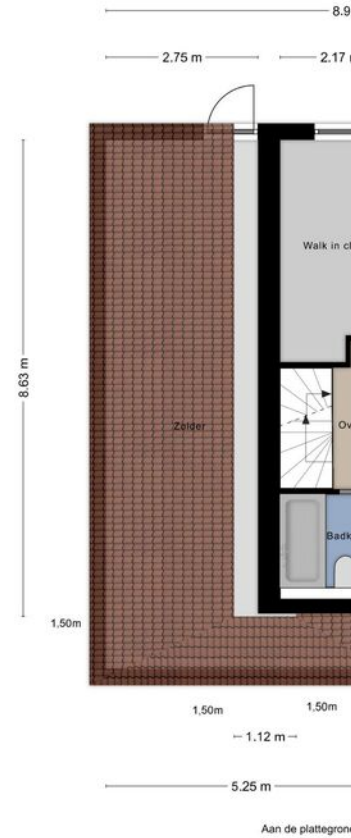 8.9
2.75 m
2.17
Walk in cl
8.63 m
Zolder
Ov
Badk
1,50m
1,50m
1,50m
1.12 m
5.25 m
Aan de plattegron